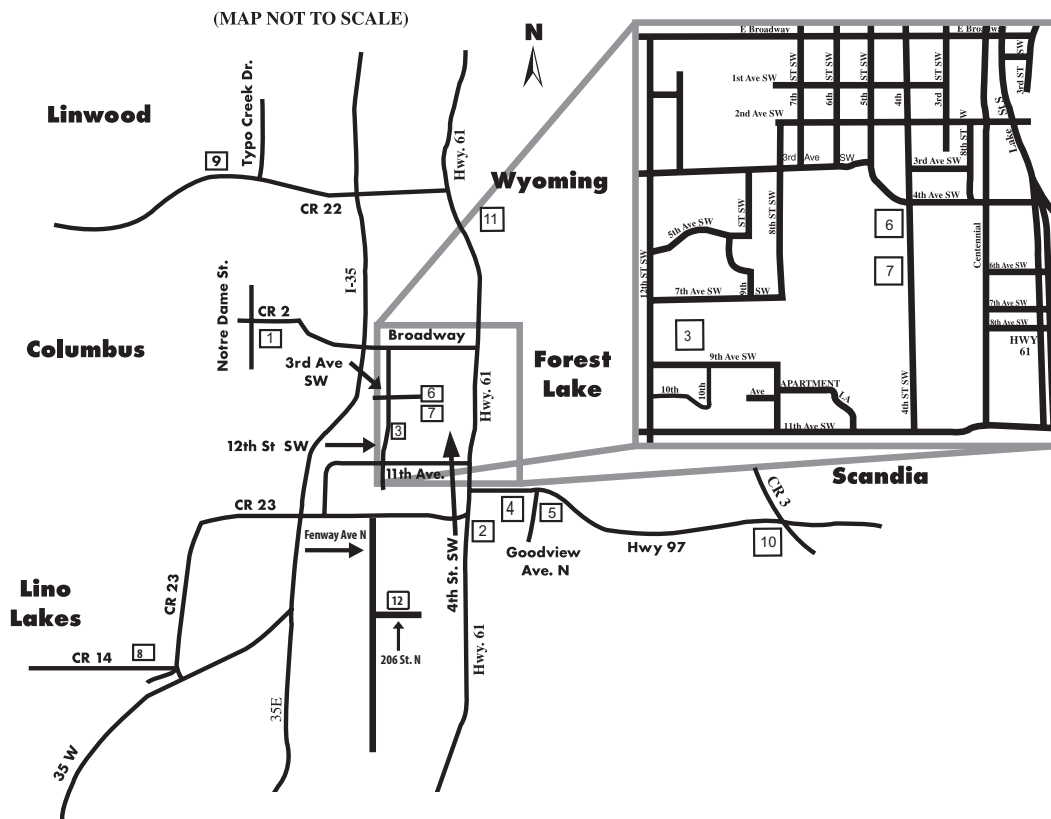 (MAP NOT TO SCALE)
N
Linwood
Typo Creek Dr.
9
CR 22
Hwy. 61
Wyoming
11
I-35
Notre Dame St.
CR 2
1
Columbus
Broadway
3rd Ave
SW
6
7
3
Hwy. 61
Forest
Lake
12th St SW
11th Ave.
CR 23
Fenway Ave N
4th St. SW
2
4
5
Goodview
Ave. N
Hwy 97
CR 3
10
Scandia
Lino
Lakes
CR 23
CR 14
8
12
206 St. N
Hwy. 61
35E
35 W
E Broadway
E Broadway
1st Ave SW
2nd Ave SW
7th ST SW
6th ST SW
5th ST SW
4th
3rd ST SW
8th ST SW
Lake St S
3rd ST SW
3rd Ave SW
3rd Ave SW
4th Ave SW
6
7
5th Ave SW
ST SW
9th
8th ST SW
12th ST SW
7th Ave SW
Centennial
6th Ave SW
7th Ave SW
8th Ave SW
HWY
61
3
9th Ave SW
10th
10th
Ave
APARTMENT
LA
4th ST SW
11th Ave SW